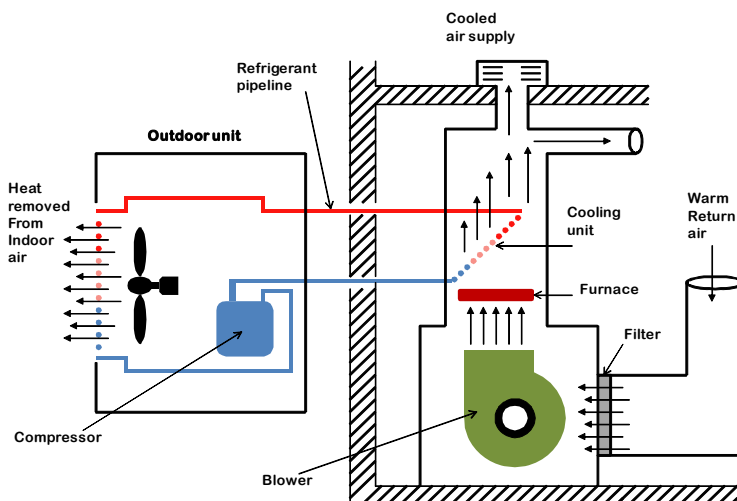 Cooled
air supply
Refrigerant
pipeline
Outdoor unit
Heat
removed
From
Indoor
air
Warm
Return
air
Cooling
unit
Furnace
Filter
Compressor
Blower